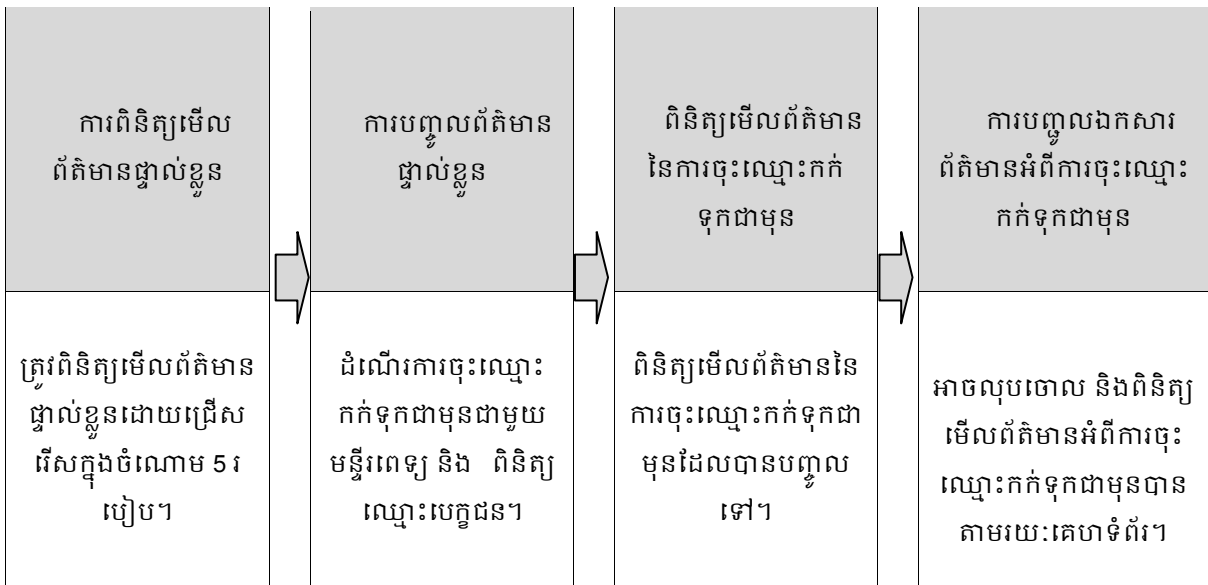 ការពិនិត្យមើល
ព័ត៌មានផ្ទាល់ខ្លួន
ការបញ្ចូលព័ត៌មាន
ផ្ទាល់ខ្លួន
ពិនិត្យមើលព័ត៌មាន
នៃការចុះឈ្មោះកក់
ទុកជាមុន
ការបញ្ជូលឯកសារ
ព័ត៌មានអំពីការចុះឈ្មោះ
កក់ទុកជាមុន
ត្រូវពិនិត្យមើលព័ត៌មាន
ផ្ទាល់ខ្លួនដោយជ្រើស
រើសក្នុងចំណោម 5 រ
បៀប។
ដំណើរការចុះឈ្មោះ
កក់ទុកជាមុនជាមួយ
មន្ទីរពេទ្យ និង ពិនិត្យ
ឈ្មោះបេក្ខជន។
ពិនិត្យមើលព័ត៌មាននៃ
ការចុះឈ្មោះកក់ទុកជា
មុនដែលបានបញ្ចូល
ទៅ។
អាចលុបចោល និងពិនិត្យ
មើលព័ត៌មានអំពីការចុះ
ឈ្មោះកក់ទុកជាមុនបាន
តាមរយៈគេហទំព័រ។